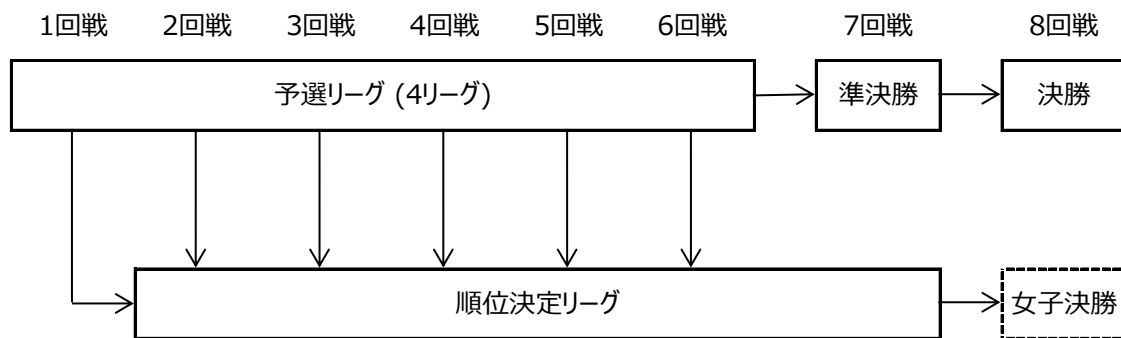 1回戦 2回戦 3回戦 4回戦 5回戦 6回戦 7回戦 8回戦
予選リーグ (4リーグ) 準決勝 決勝
順位決定リーグ 女子決勝